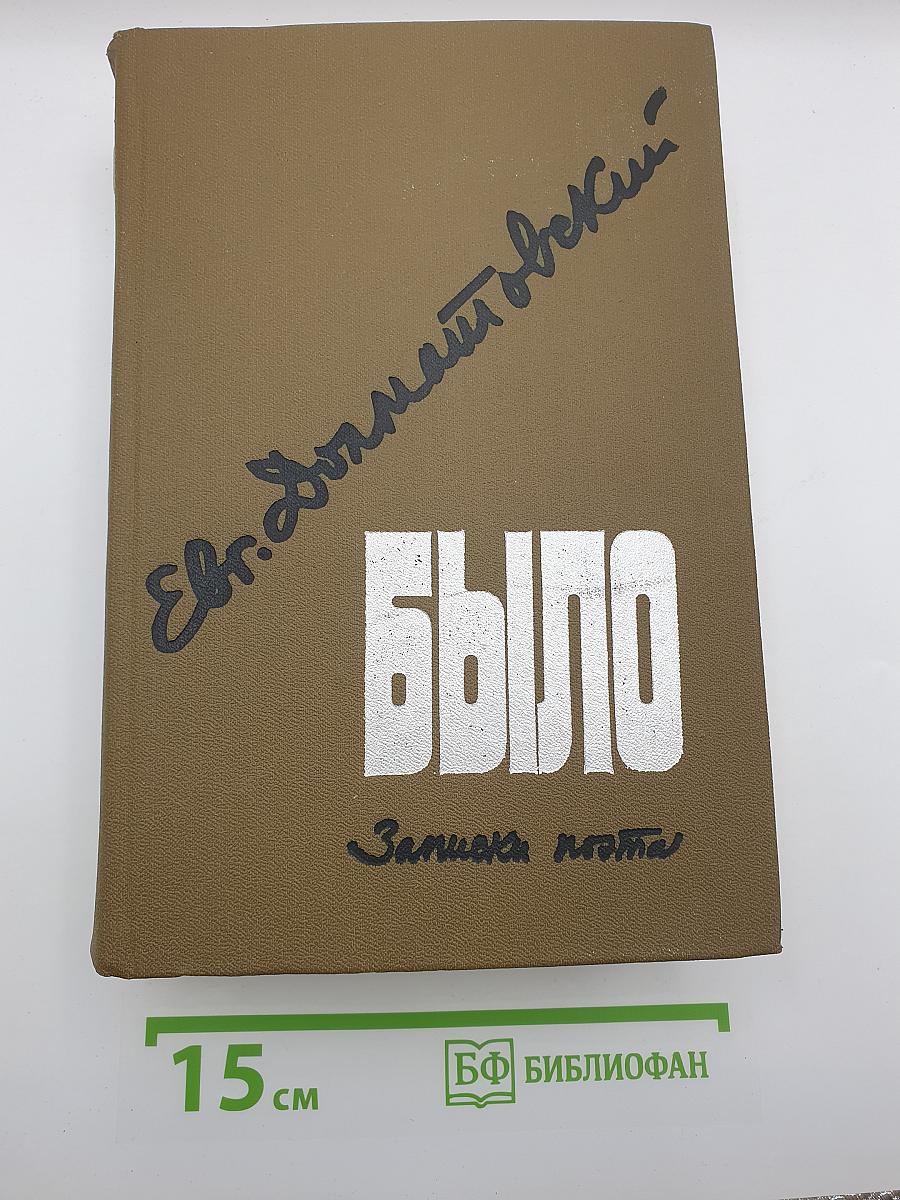 Евг. Долматовский
БЫЛО
Записки поэта
15 см
БФ БИБЛИОФАН